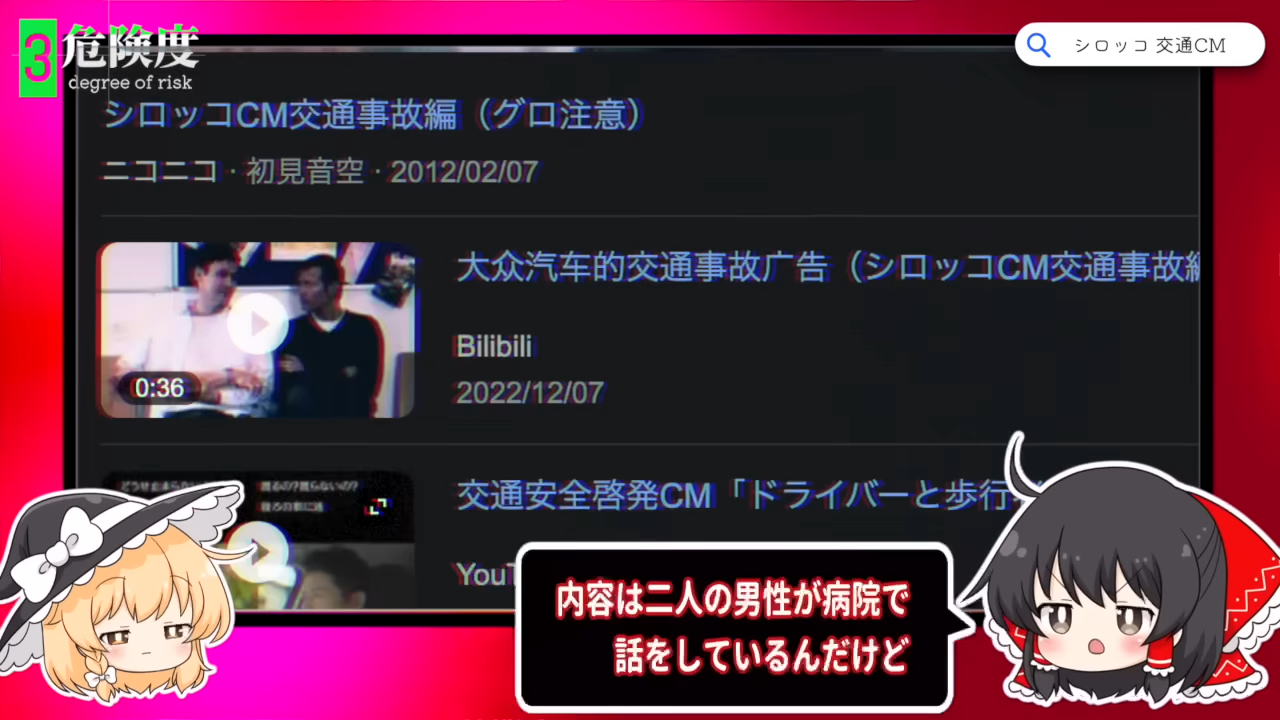 3
危険度
degree of risk
シロッコ 交通CM
シロッコCM交通事故編（グロ注意）
ニコニコ · 初見音空 · 2012/02/07
大众汽车的交通事故广告（シロッコCM交通事故編
0:36
Bilibili
2022/12/07
交通安全啓発CM「ドライバーと歩行
YouT
内容は二人の男性が病院で
話をしているんだけど